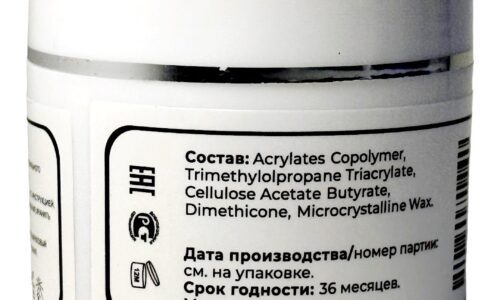 Состав: Acrylates Copolymer,
Trimethylolpropane Triacrylate,
Cellulose Acetate Butyrate,
Dimethicone, Microcrystalline Wax.
EAC
12M
Дата производства/номер партии:
см. на упаковке.
Срок годности: 36 месяцев.